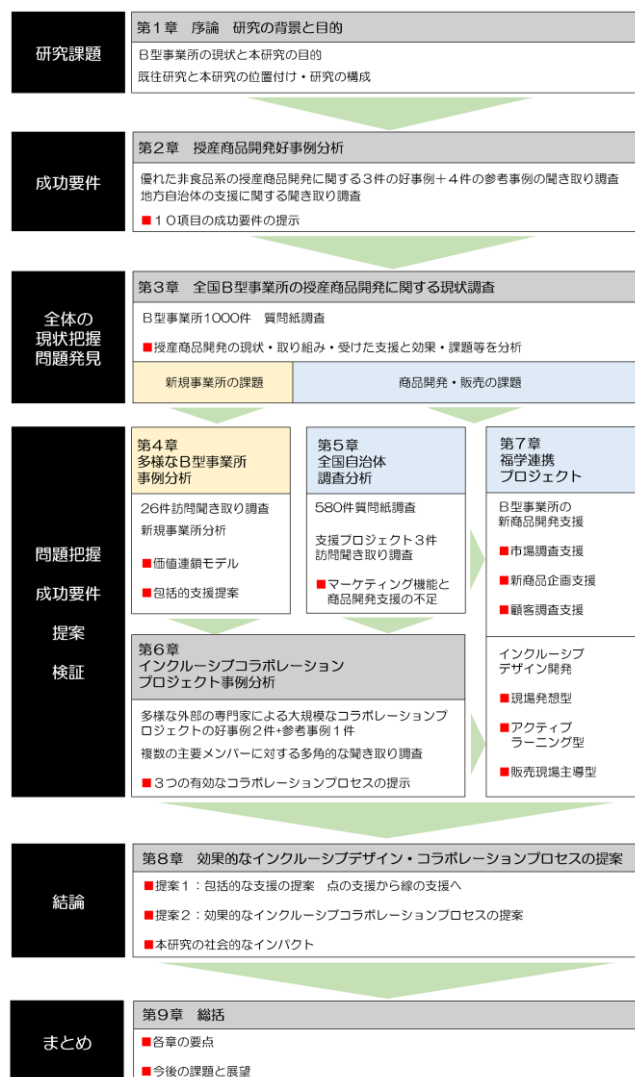 研究課題
第1章 序論 研究の背景と目的
B型事業所の現状と本研究の目的
既往研究と本研究の位置付け・研究の構成
成功要件
第2章 授産商品開発好事例分析
優れた非食品系の授産商品開発に関する3件の好事例+4件の参考事例の聞き取り調査
地方自治体の支援に関する聞き取り調査
■10項目の成功要件の提示
全体の
現状把握
問題発見
第3章 全国B型事業所の授産商品開発に関する現状調査
B型事業所1000件 質問紙調査
■授産商品開発の現状・取り組み・受けた支援と効果・課題等を分析
新規事業所の課題
商品開発・販売の課題
問題把握
成功要件
提案
検証
第4章
多様なB型事業所
事例分析
26件訪問聞き取り調査
新規事業所分析
■価値連鎖モデル
■包括的支援提案
第5章
全国自治体
調査分析
580件質問紙調査
支援プロジェクト3件
訪問聞き取り調査
■マーケティング機能と
商品開発支援の不足
第6章
インクルーシブコラボレーション
プロジェクト事例分析
多様な外部の専門家による大規模なコラボレーションプ
ロジェクトの好事例2件+参考事例1件
複数の主要メンバーに対する多角的な聞き取り調査
■3つの有効なコラボレーションプロセスの提示
第7章
福学連携
プロジェクト
B型事業所の
新商品開発支援
■市場調査支援
■新商品企画支援
■顧客調査支援
インクルーシブ
デザイン開発
■現場発想型
■アクティブ
ラーニング型
■販売現場主導型
結論
第8章 効果的なインクルーシブデザイン・コラボレーションプロセスの提案
■提案1：包括的な支援の提案 点の支援から線の支援へ
■提案2：効果的なインクルーシブコラボレーションプロセスの提案
■本研究の社会的なインパクト
まとめ
第9章 総括
■各章の要点
■今後の課題と展望